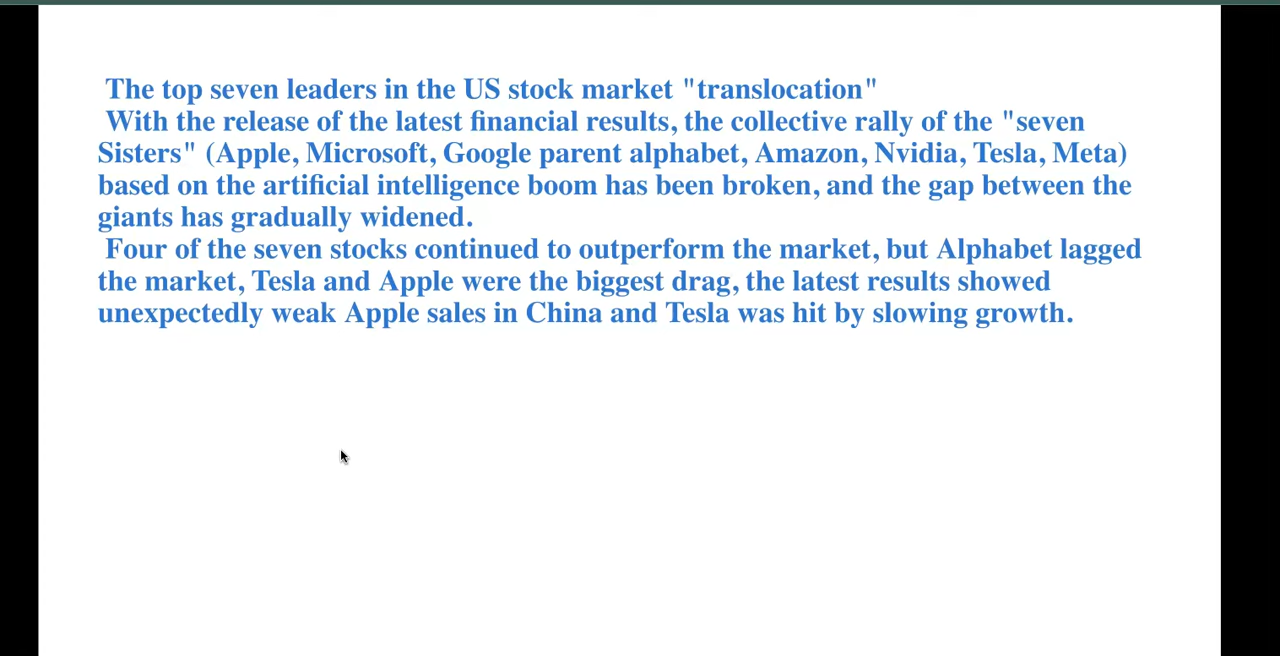 The top seven leaders in the US stock market "translocation"
With the release of the latest financial results, the collective rally of the "seven
Sisters" (Apple, Microsoft, Google parent alphabet, Amazon, Nvidia, Tesla, Meta)
based on the artificial intelligence boom has been broken, and the gap between the
giants has gradually widened.
Four of the seven stocks continued to outperform the market, but Alphabet lagged
the market, Tesla and Apple were the biggest drag, the latest results showed
unexpectedly weak Apple sales in China and Tesla was hit by slowing growth.